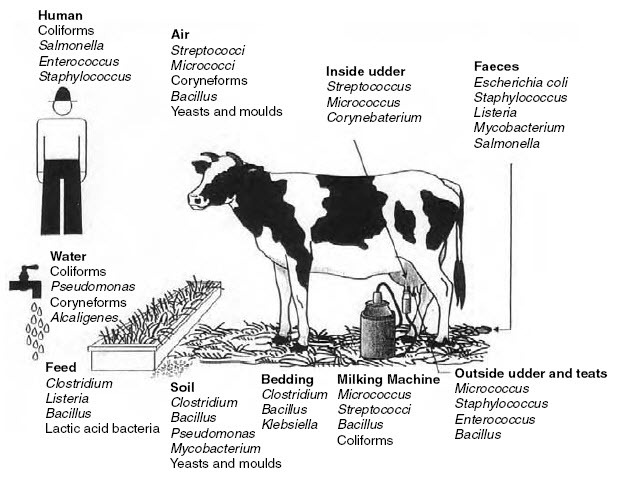 Human
Coliforms
Salmonella
Enterococcus
Staphylococcus
Air
Streptococci
Micrococci
Coryneforms
Bacillus
Yeasts and moulds
Inside udder
Streptococcus
Micrococcus
Corynebaterium
Faeces
Escherichia coli
Staphylococcus
Listeria
Mycobacterium
Salmonella
Water
Coliforms
Pseudomonas
Coryneforms
Alcaligenes
Feed
Clostridium
Listeria
Bacillus
Lactic acid bacteria
Soil
Clostridium
Bacillus
Pseudomonas
Mycobacterium
Yeasts and moulds
Bedding
Clostridium
Bacillus
Klebsiella
Milking Machine
Micrococcus
Streptococci
Bacillus
Coliforms
Outside udder and teats
Micrococcus
Staphylococcus
Enterococcus
Bacillus